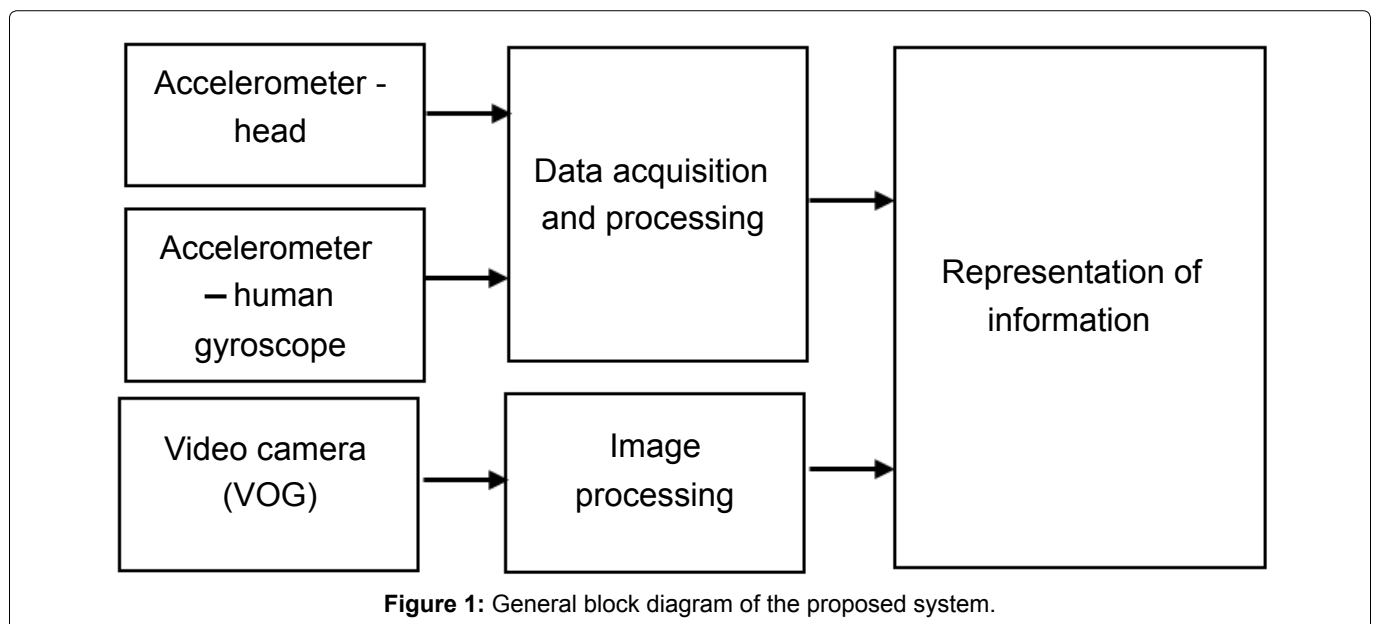 Accelerometer -
head
Accelerometer
– human
gyroscope
Video camera
(VOG)
Data acquisition
and processing
Image
processing
Representation of
information
Figure 1: General block diagram of the proposed system.